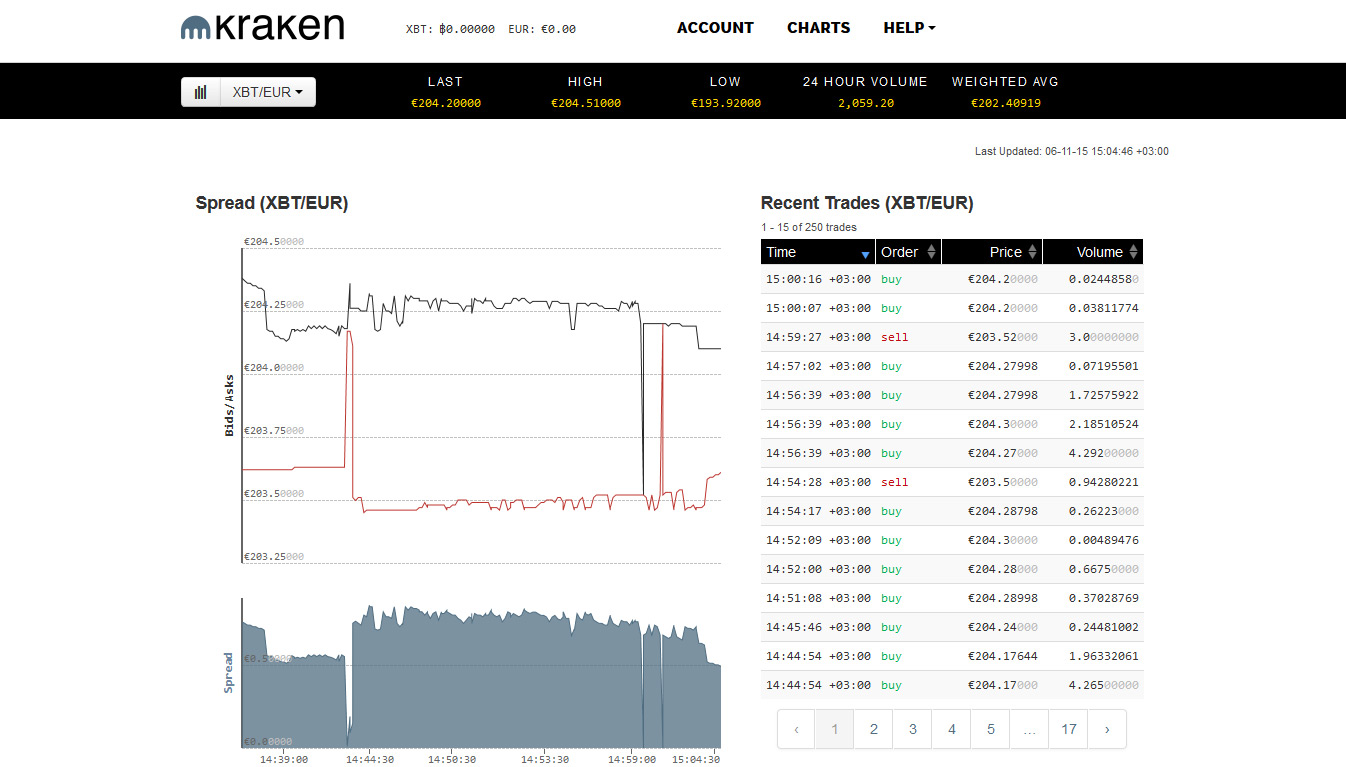 kraken
XBT: ฿0.00000 EUR: €0.00
ACCOUNT CHARTS HELP
XBT/EUR
LAST HIGH LOW 24 HOUR VOLUME WEIGHTED AVG
€204.20000 €204.51000 €193.92000 2,059.20 €202.40919
Last Updated: 06-11-15 15:04:46 +03:00
Spread (XBT/EUR)
€204.50000
€204.25000
€204.00000
€203.75000
€203.50000
€203.25000
Bids/Asks
€0.50000
€0.00000
Spread
14:39:00 14:44:30 14:50:30 14:53:30 14:59:00 15:04:30
Recent Trades (XBT/EUR)
1 - 15 of 250 trades
Time Order Price Volume
15:00:16 +03:00 buy €204.20000 0.02448580
15:00:07 +03:00 buy €204.20000 0.03811774
14:59:27 +03:00 sell €203.52000 3.00000000
14:57:02 +03:00 buy €204.27998 0.07195501
14:56:39 +03:00 buy €204.27998 1.72575922
14:56:39 +03:00 buy €204.30000 2.18510524
14:56:39 +03:00 buy €204.27000 4.29200000
14:54:28 +03:00 sell €203.50000 0.94280221
14:54:17 +03:00 buy €204.28798 0.26223000
14:52:09 +03:00 buy €204.30000 0.00489476
14:52:00 +03:00 buy €204.28000 0.66750000
14:51:08 +03:00 buy €204.28998 0.37028769
14:45:46 +03:00 buy €204.24000 0.24481002
14:44:54 +03:00 buy €204.17644 1.96332061
14:44:54 +03:00 buy €204.17000 4.26500000
‹ 1 2 3 4 5 ... 17 ›